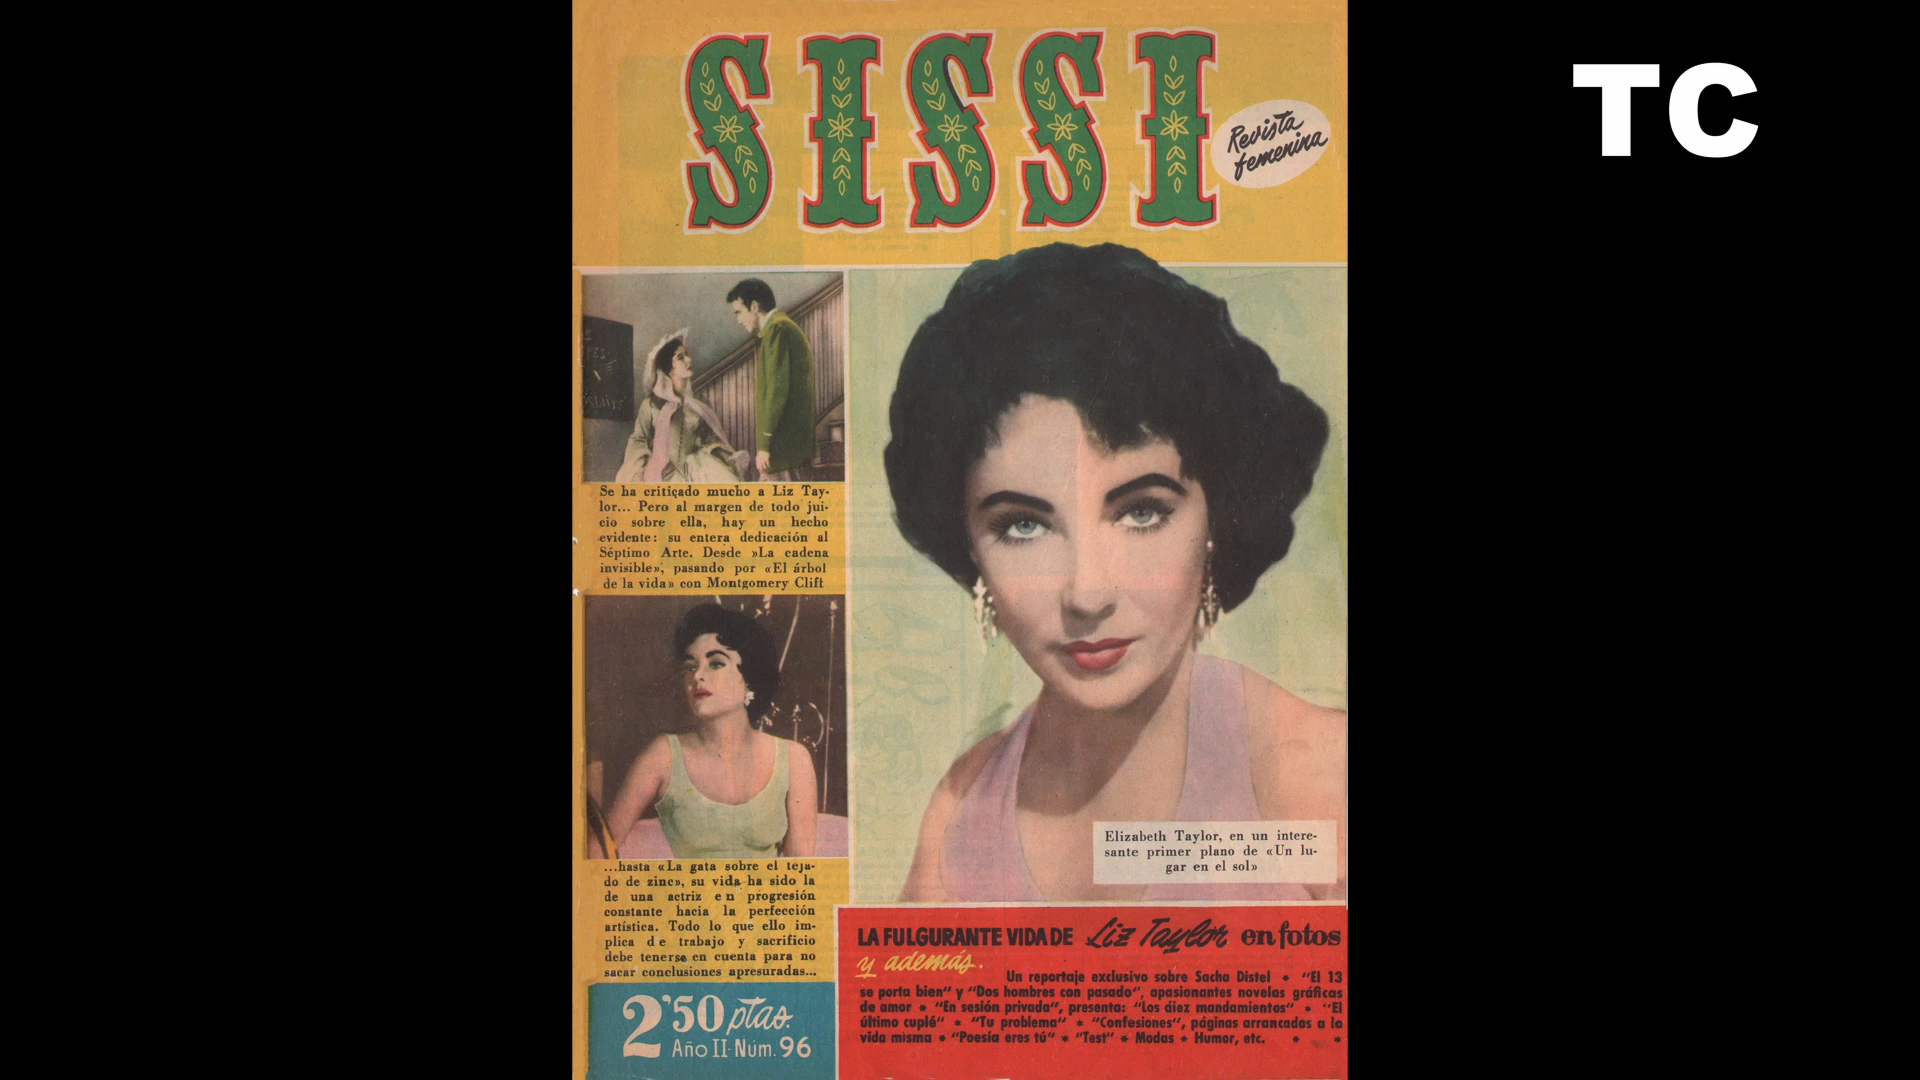 SISSI
Revista
femenina
TC
Se ha criticado mucho a Liz Tay-
lor... Pero al margen de todo jui-
cio sobre ella, hay un hecho
evidente: su entera dedicación al
Séptimo Arte. Desde »La cadena
invisible», pasando por «El árbol
de la vida» con Montgomery Clift
...hasta «La gata sobre el teja-
do de zinc», su vida ha sido la
de una actriz en progresión
constante hacia la perfección
artística. Todo lo que ello im-
plica de trabajo y sacrificio
debe tenerse en cuenta para no
sacar conclusiones apresuradas...
2'50 ptas.
Año II-Núm. 96
Elizabeth Taylor, en un intere-
sante primer plano de «Un lu-
gar en el sol»
LA FULGURANTE VIDA DE Liz Taylor en fotos
y además.
Un reportaje exclusivo sobre Sacha Distel * "El 13
se porta bien" y "Dos hombres con pasado", apasionantes novelas gráficas
de amor * "En sesión privada", presenta: "Los diez mandamientos" * "El
último cuplé" * "Tu problema" * "Confesiones", páginas arrancadas a la
vida misma * "Poesía eres tú" * "Test" * Modas * Humor, etc. * *